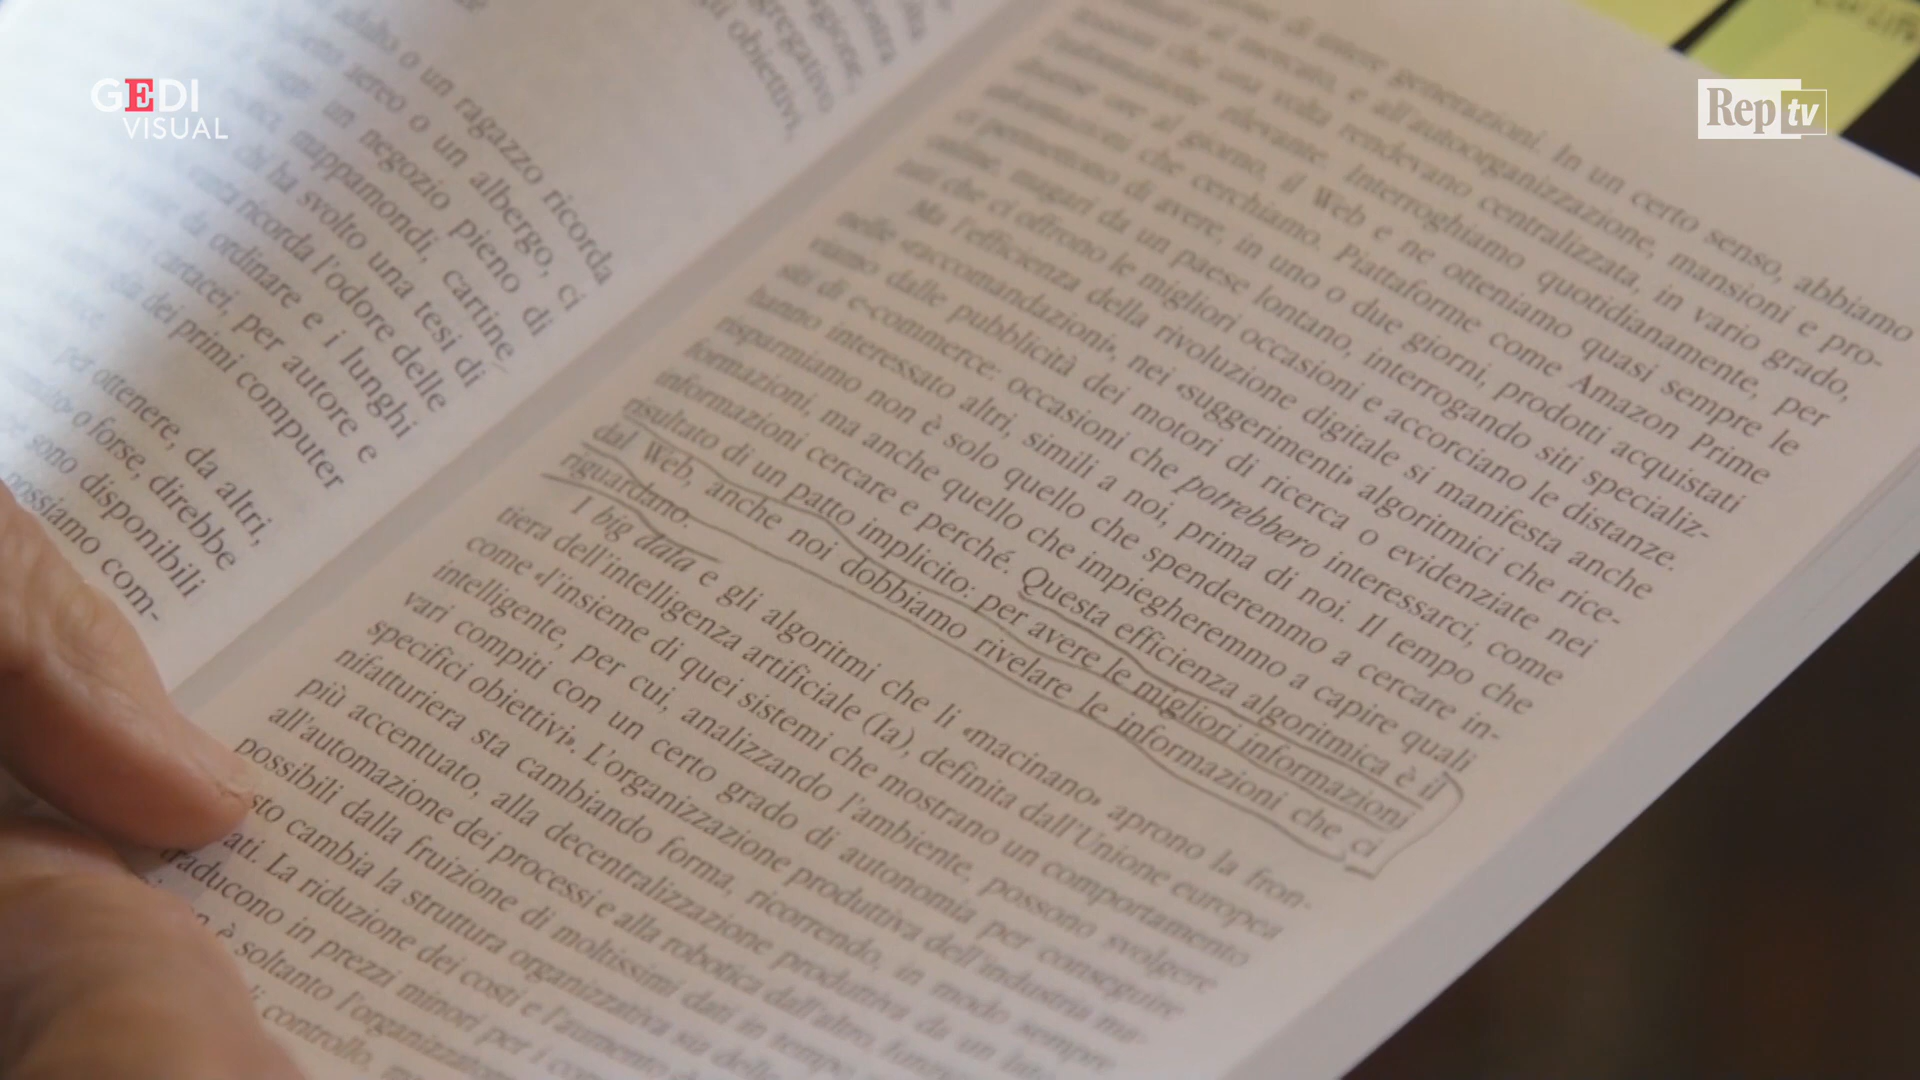 GEDI
VISUAL
Rep tv
o un ragazzo ricorda
aereo o un albergo, ci
un negozio pieno di
mappamondi, cartine
chi ha svolto una tesi di
ricorda l'odore delle
da ordinare e i lunghi
cartacei, per autore e
dei primi computer
per ottenere, da altri,
o forse, direbbe
sono disponibili
possiamo com-
di intere generazioni. In un certo senso, abbiamo
al mercato, e all'autoorganizzazione, mansioni e pro-
che una volta rendevano centralizzata, in vario grado,
rilevante. Interroghiamo quotidianamente, per
ore al giorno, il Web e ne otteniamo quasi sempre le
che cerchiamo. Piattaforme come Amazon Prime
ci permettono di avere, in uno o due giorni, prodotti acquistati
online, magari da un paese lontano, interrogando siti specializ-
zati che ci offrono le migliori occasioni e accorciano le distanze.
Ma l'efficienza della rivoluzione digitale si manifesta anche
nelle «raccomandazioni», nei «suggerimenti» algoritmici che rice-
viamo dalle pubblicità dei motori di ricerca o evidenziate nei
siti di e-commerce: occasioni che potrebbero interessarci, come
hanno interessato altri, simili a noi, prima di noi. Il tempo che
risparmiamo non è solo quello che spenderemmo a cercare in-
formazioni, ma anche quello che impiegheremmo a capire quali
informazioni cercare e perché. Questa efficienza algoritmica è il
risultato di un patto implicito: per avere le migliori informazioni
dal Web, anche noi dobbiamo rivelare le informazioni che ci
riguardano.
I big data e gli algoritmi che li «macinano» aprono la fron-
tiera dell'intelligenza artificiale (Ia), definita dall'Unione europea
come «l'insieme di quei sistemi che mostrano un comportamento
intelligente, per cui, analizzando l'ambiente, possono svolgere
vari compiti con un certo grado di autonomia per conseguire
specifici obiettivi». L'organizzazione produttiva dell'industria ma-
nifatturiera sta cambiando forma, ricorrendo, in modo sempre
più accentuato, alla decentralizzazione produttiva da un
all'automazione dei processi e alla robotica dall'altro,
possibili dalla fruizione di moltissimi dati in tempo
sto cambia la struttura organizzativa sia delle
ati. La riduzione dei costi e l'aumento
traducono in prezzi minori per i
è soltanto
controllo,